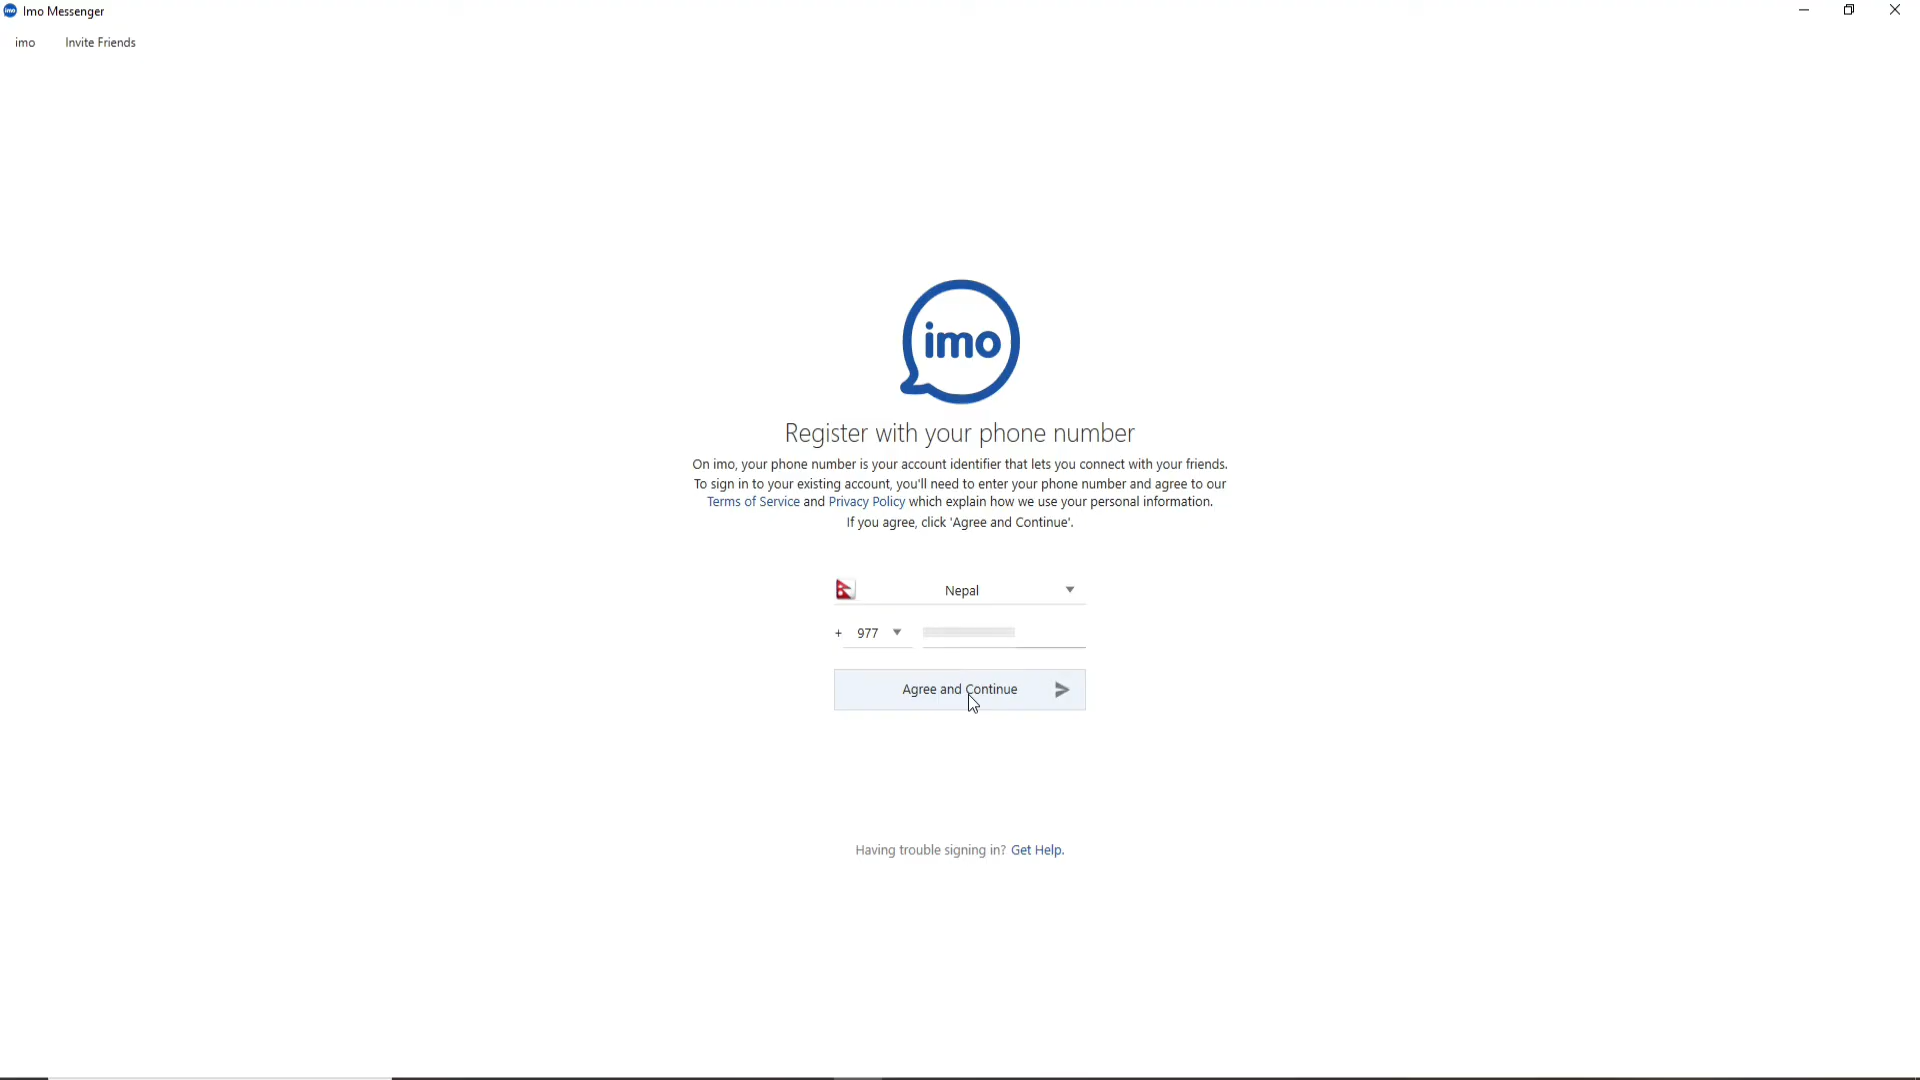 imo Imo Messenger
imo Invite Friends
imo
Register with your phone number
On imo, your phone number is your account identifier that lets you connect with your friends.
To sign in to your existing account, you'll need to enter your phone number and agree to our
Terms of Service and Privacy Policy which explain how we use your personal information.
If you agree, click 'Agree and Continue'.
Nepal
+ 977
Agree and Continue
Having trouble signing in? Get Help.